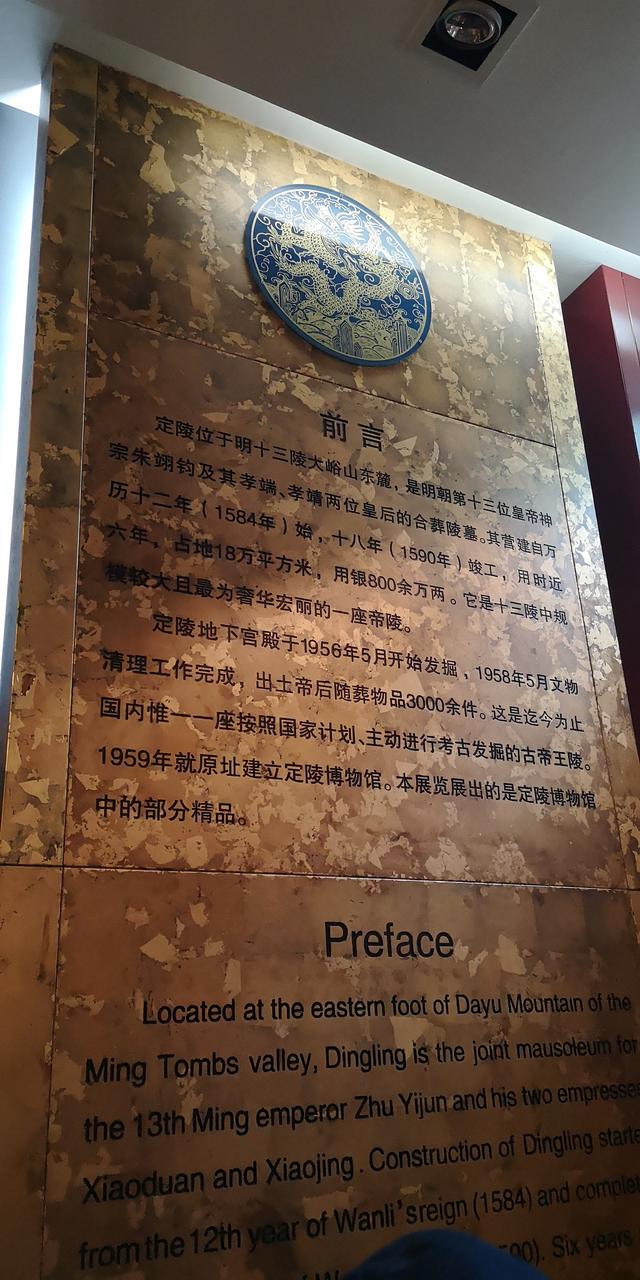 前言
定陵位于明十三陵大峪山东麓，是明朝第十三位皇帝神
宗朱翊钧及其孝端、孝靖两位皇后的合葬陵墓。其营建自万
历十二年（1584年）始，十八年（1590年）竣工，用时近
六年，占地18万平方米，用银800余万两。它是十三陵中规
模较大且最为奢华宏丽的一座帝陵。
定陵地下宫殿于1956年5月开始发掘，1958年5月文物
清理工作完成，出土帝后随葬物品3000余件。这是迄今为止
国内惟一一座按照国家计划、主动进行考古发掘的古帝王陵。
1959年就原址建立定陵博物馆。本展览展出的是定陵博物馆
中的部分精品。
Preface
Located at the eastern foot of Dayu Mountain of the
Ming Tombs valley, Dingling is the joint mausoleum for
the 13th Ming emperor Zhu Yijun and his two empresse
Xiaoduan and Xiaojing. Construction of Dingling starte
from the 12th year of Wanli's reign (1584) and complet
of 590). Six years